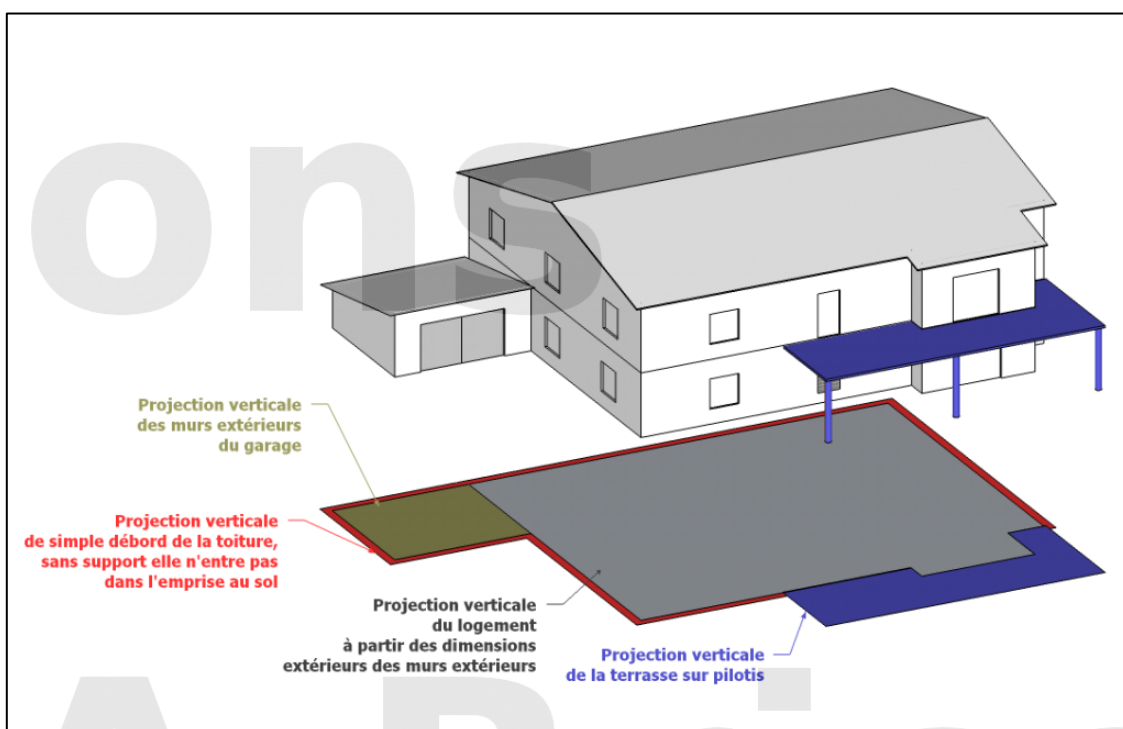 ons
Projection verticale
des murs extérieurs
du garage
Projection verticale
de simple débord de la toiture,
sans support elle n'entre pas
dans l'emprise au sol
Projection verticale
du logement
à partir des dimensions
extérieurs des murs extérieurs
Projection verticale
de la terrasse sur pilotis